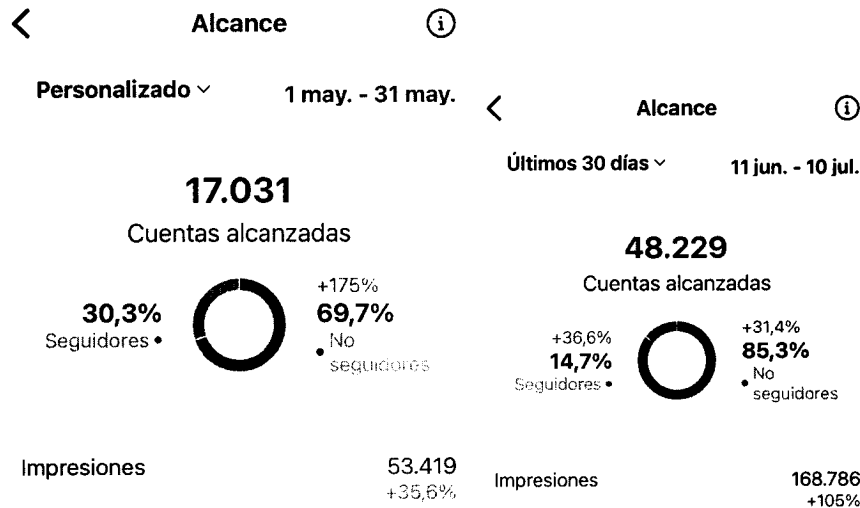 Alcance
Personalizado
1 may. - 31 may.
17.031
Cuentas alcanzadas
30,3%
Seguidores
+175%
69,7%
No
seguidores
Impresiones
53.419
+35,6%
Alcance
Últimos 30 días
11 jun. - 10 jul.
48.229
Cuentas alcanzadas
+36,6%
14,7%
Seguidores
+31,4%
85,3%
No
seguidores
Impresiones
168.786
+105%